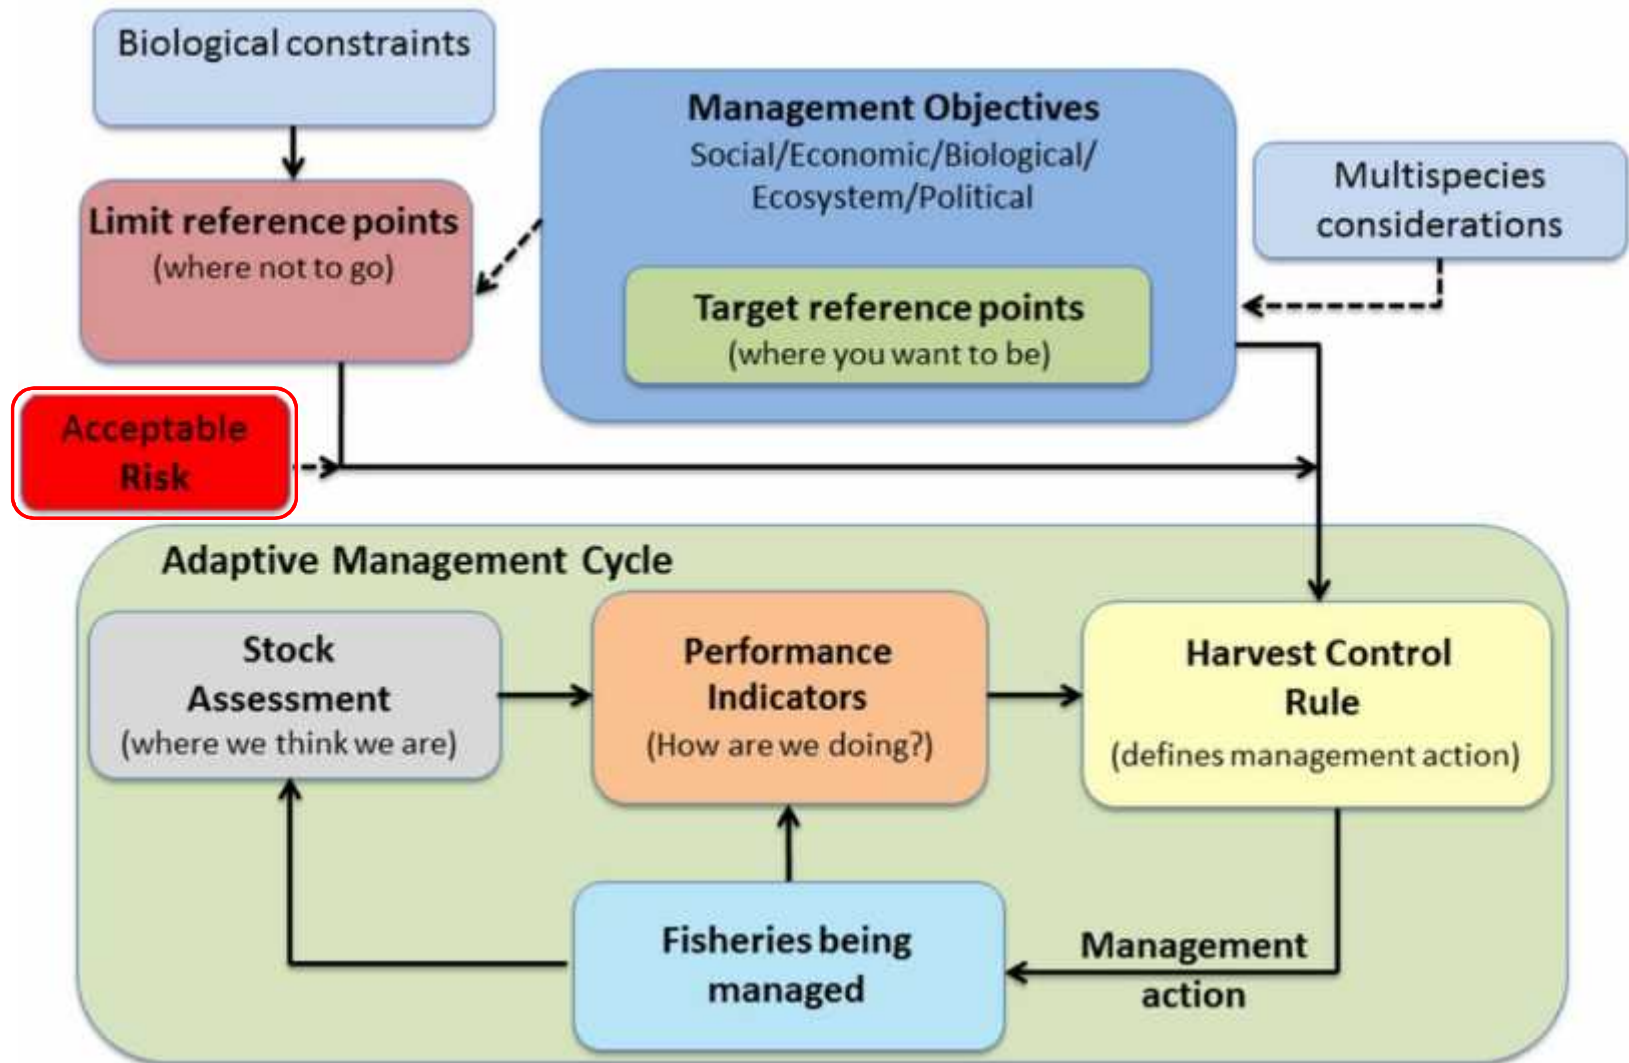 Biological constraints
Management Objectives
Social/Economic/Biological/
Ecosystem/Political
Multispecies
considerations
Limit reference points
(where not to go)
Target reference points
(where you want to be)
Acceptable
Risk
Adaptive Management Cycle
Stock
Assessment
(where we think we are)
Performance
Indicators
(How are we doing?)
Harvest Control
Rule
(defines management action)
Fisheries being
managed
Management
action